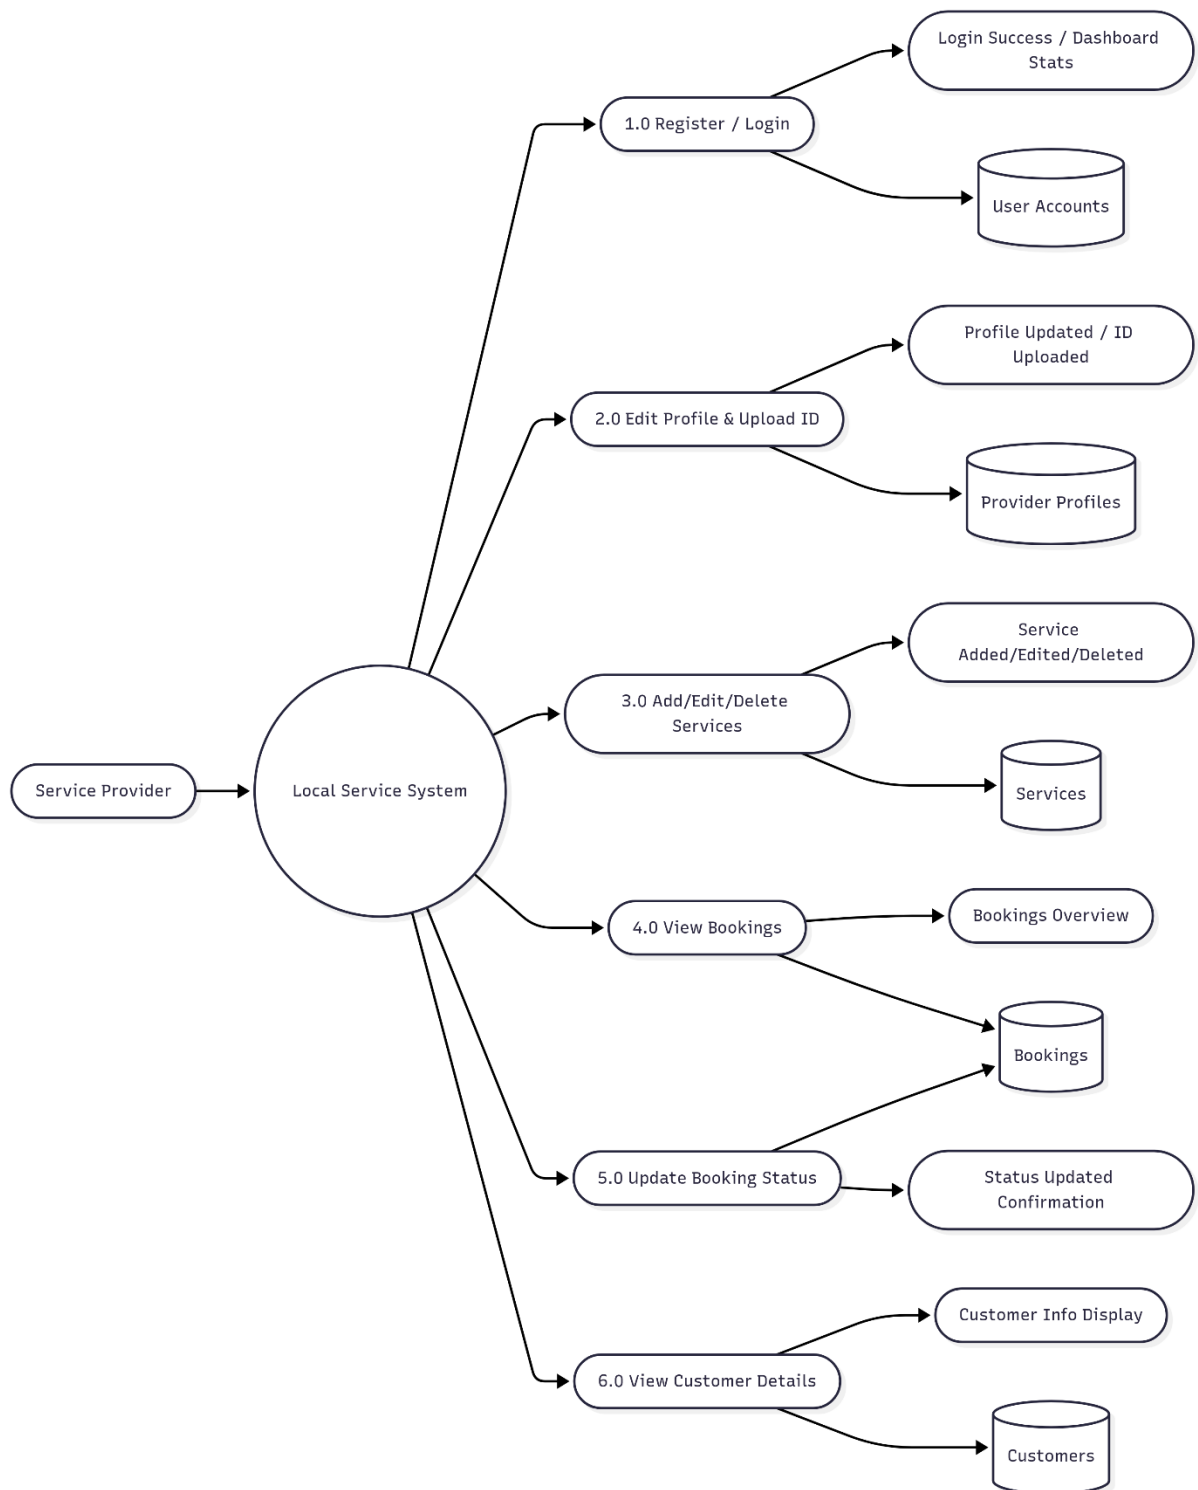 Login Success / Dashboard
Stats
1.0 Register / Login
User Accounts
Profile Updated / ID
Uploaded
2.0 Edit Profile & Upload ID
Provider Profiles
Service
Added/Edited/Deleted
3.0 Add/Edit/Delete
Services
Services
Service Provider
Local Service System
4.0 View Bookings
Bookings Overview
Bookings
5.0 Update Booking Status
Status Updated
Confirmation
6.0 View Customer Details
Customer Info Display
Customers